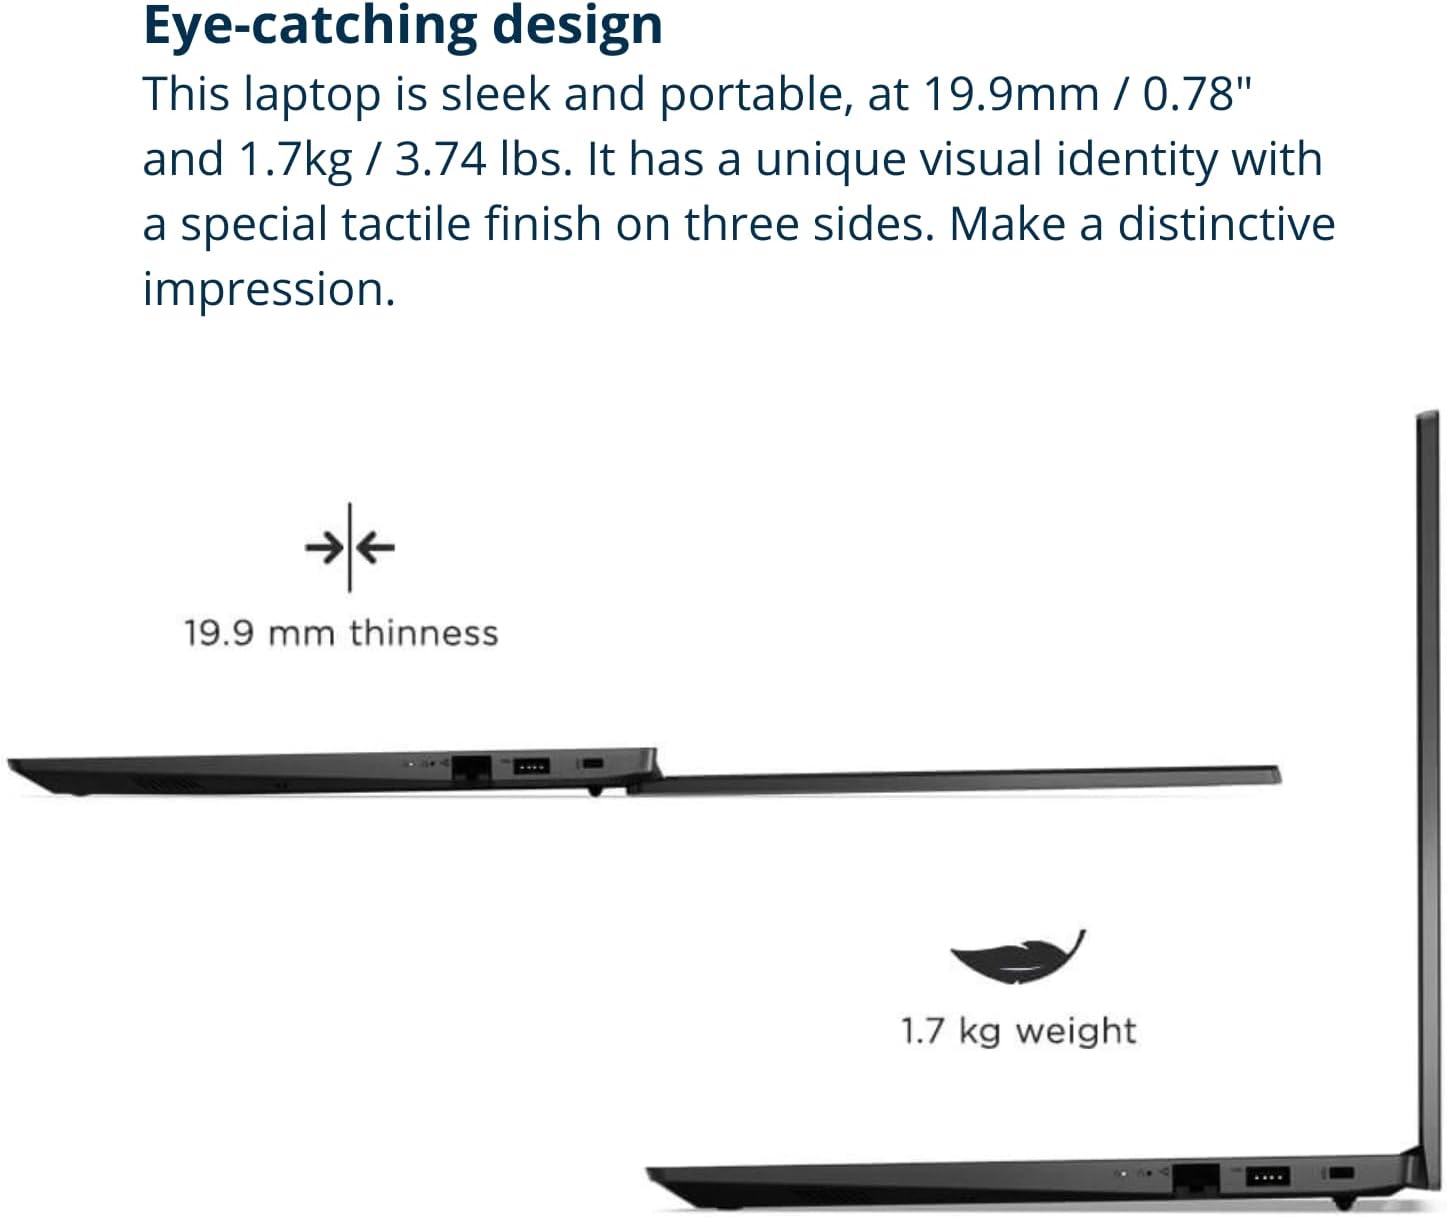 Eye-catching design
This laptop is sleek and portable, at 19.9mm / 0.78"
and 1.7kg / 3.74 lbs. It has a unique visual identity with
a special tactile finish on three sides. Make a distinctive
impression.
19.9 mm thinness
1.7 kg weight